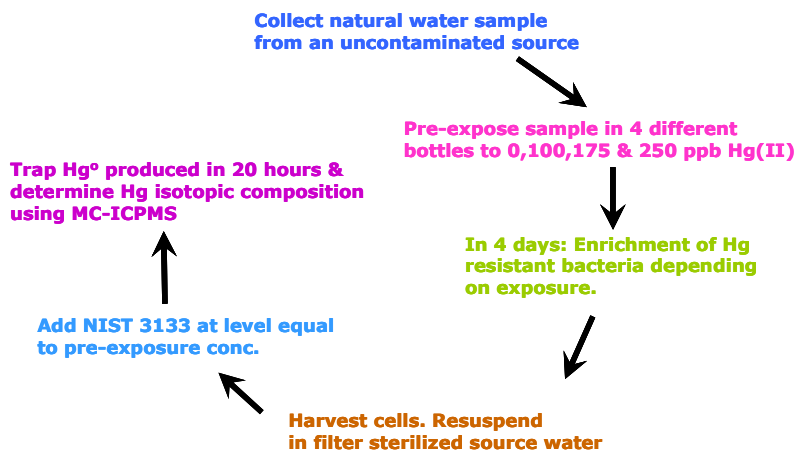 Collect natural water sample
from an uncontaminated source
Pre-expose sample in 4 different
bottles to 0,100,175 & 250 ppb Hg(II)
In 4 days: Enrichment of Hg
resistant bacteria depending
on exposure.
Harvest cells. Resuspend
in filter sterilized source water
Add NIST 3133 at level equal
to pre-exposure conc.
Trap Hgº produced in 20 hours &
determine Hg isotopic composition
using MC-ICPMS